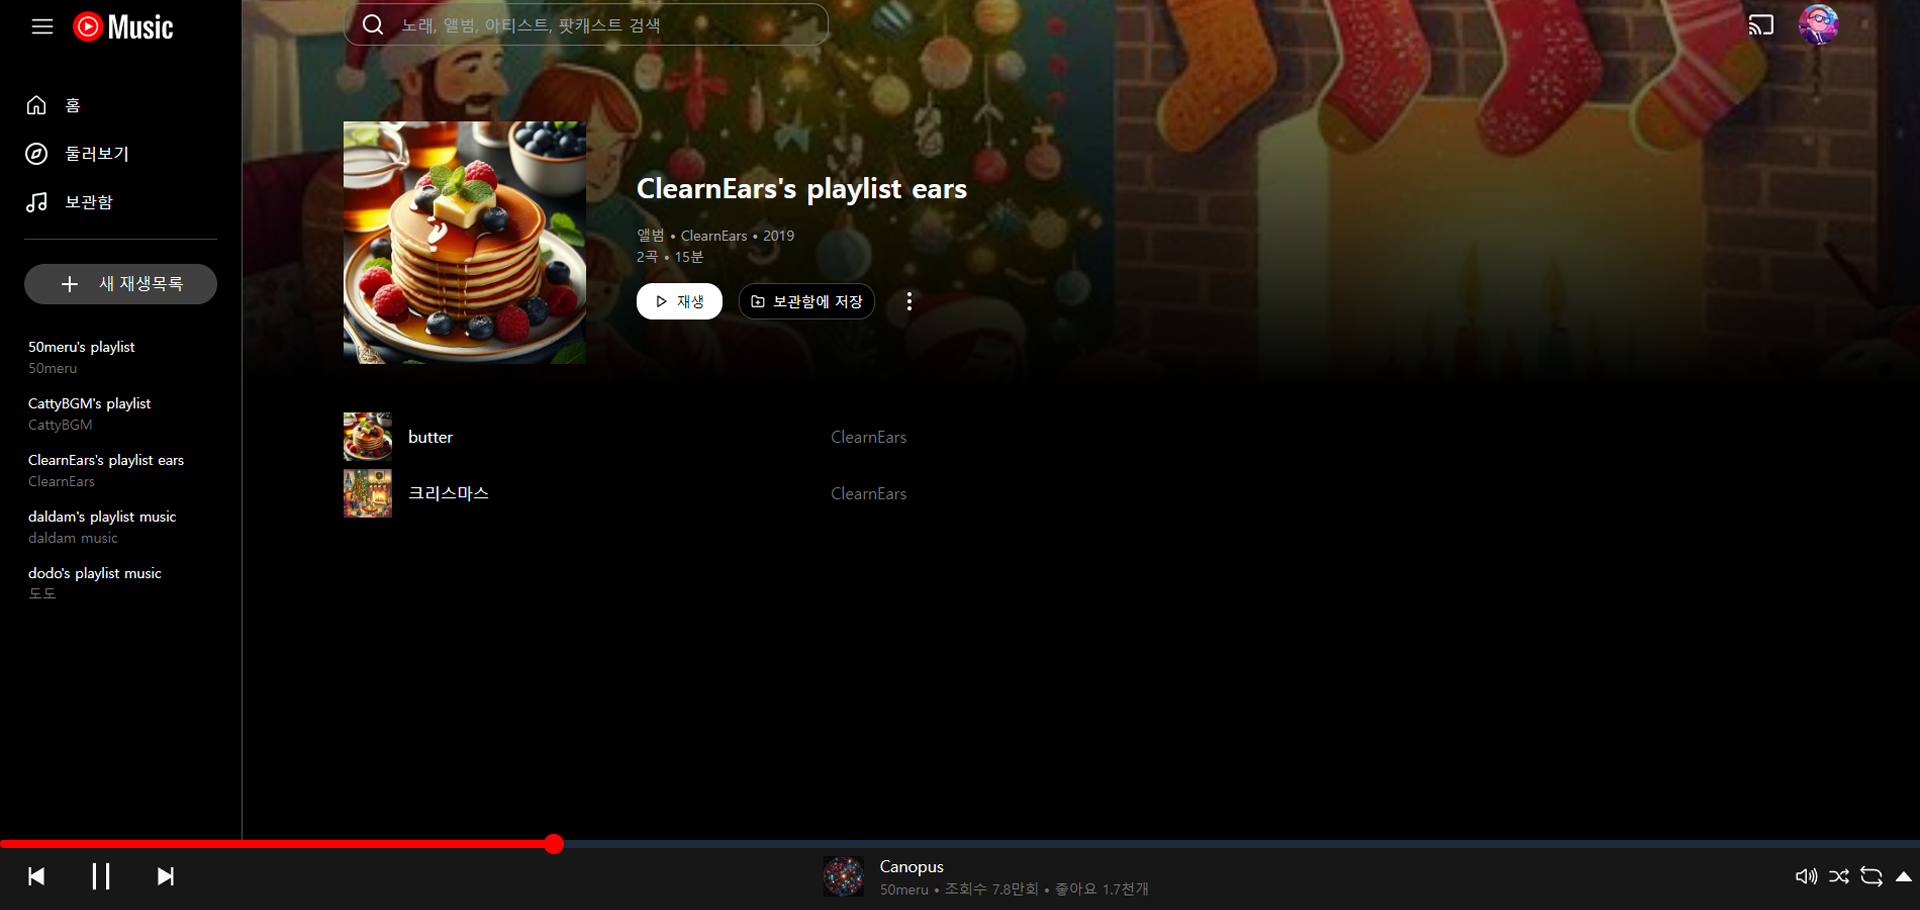 Music
노래, 앨범, 아티스트, 팟캐스트 검색
홈
둘러보기
보관함
새 재생목록
50meru's playlist
50meru
CattyBGM's playlist
CattyBGM
ClearnEars's playlist ears
ClearnEars
daldam's playlist music
daldam music
dodo's playlist music
도도
ClearnEars's playlist ears
앨범 • ClearnEars • 2019
2곡 • 15분
재생
보관함에 저장
butter
ClearnEars
크리스마스
ClearnEars
Canopus
50meru • 조회수 7.8만회 • 좋아요 1.7천개